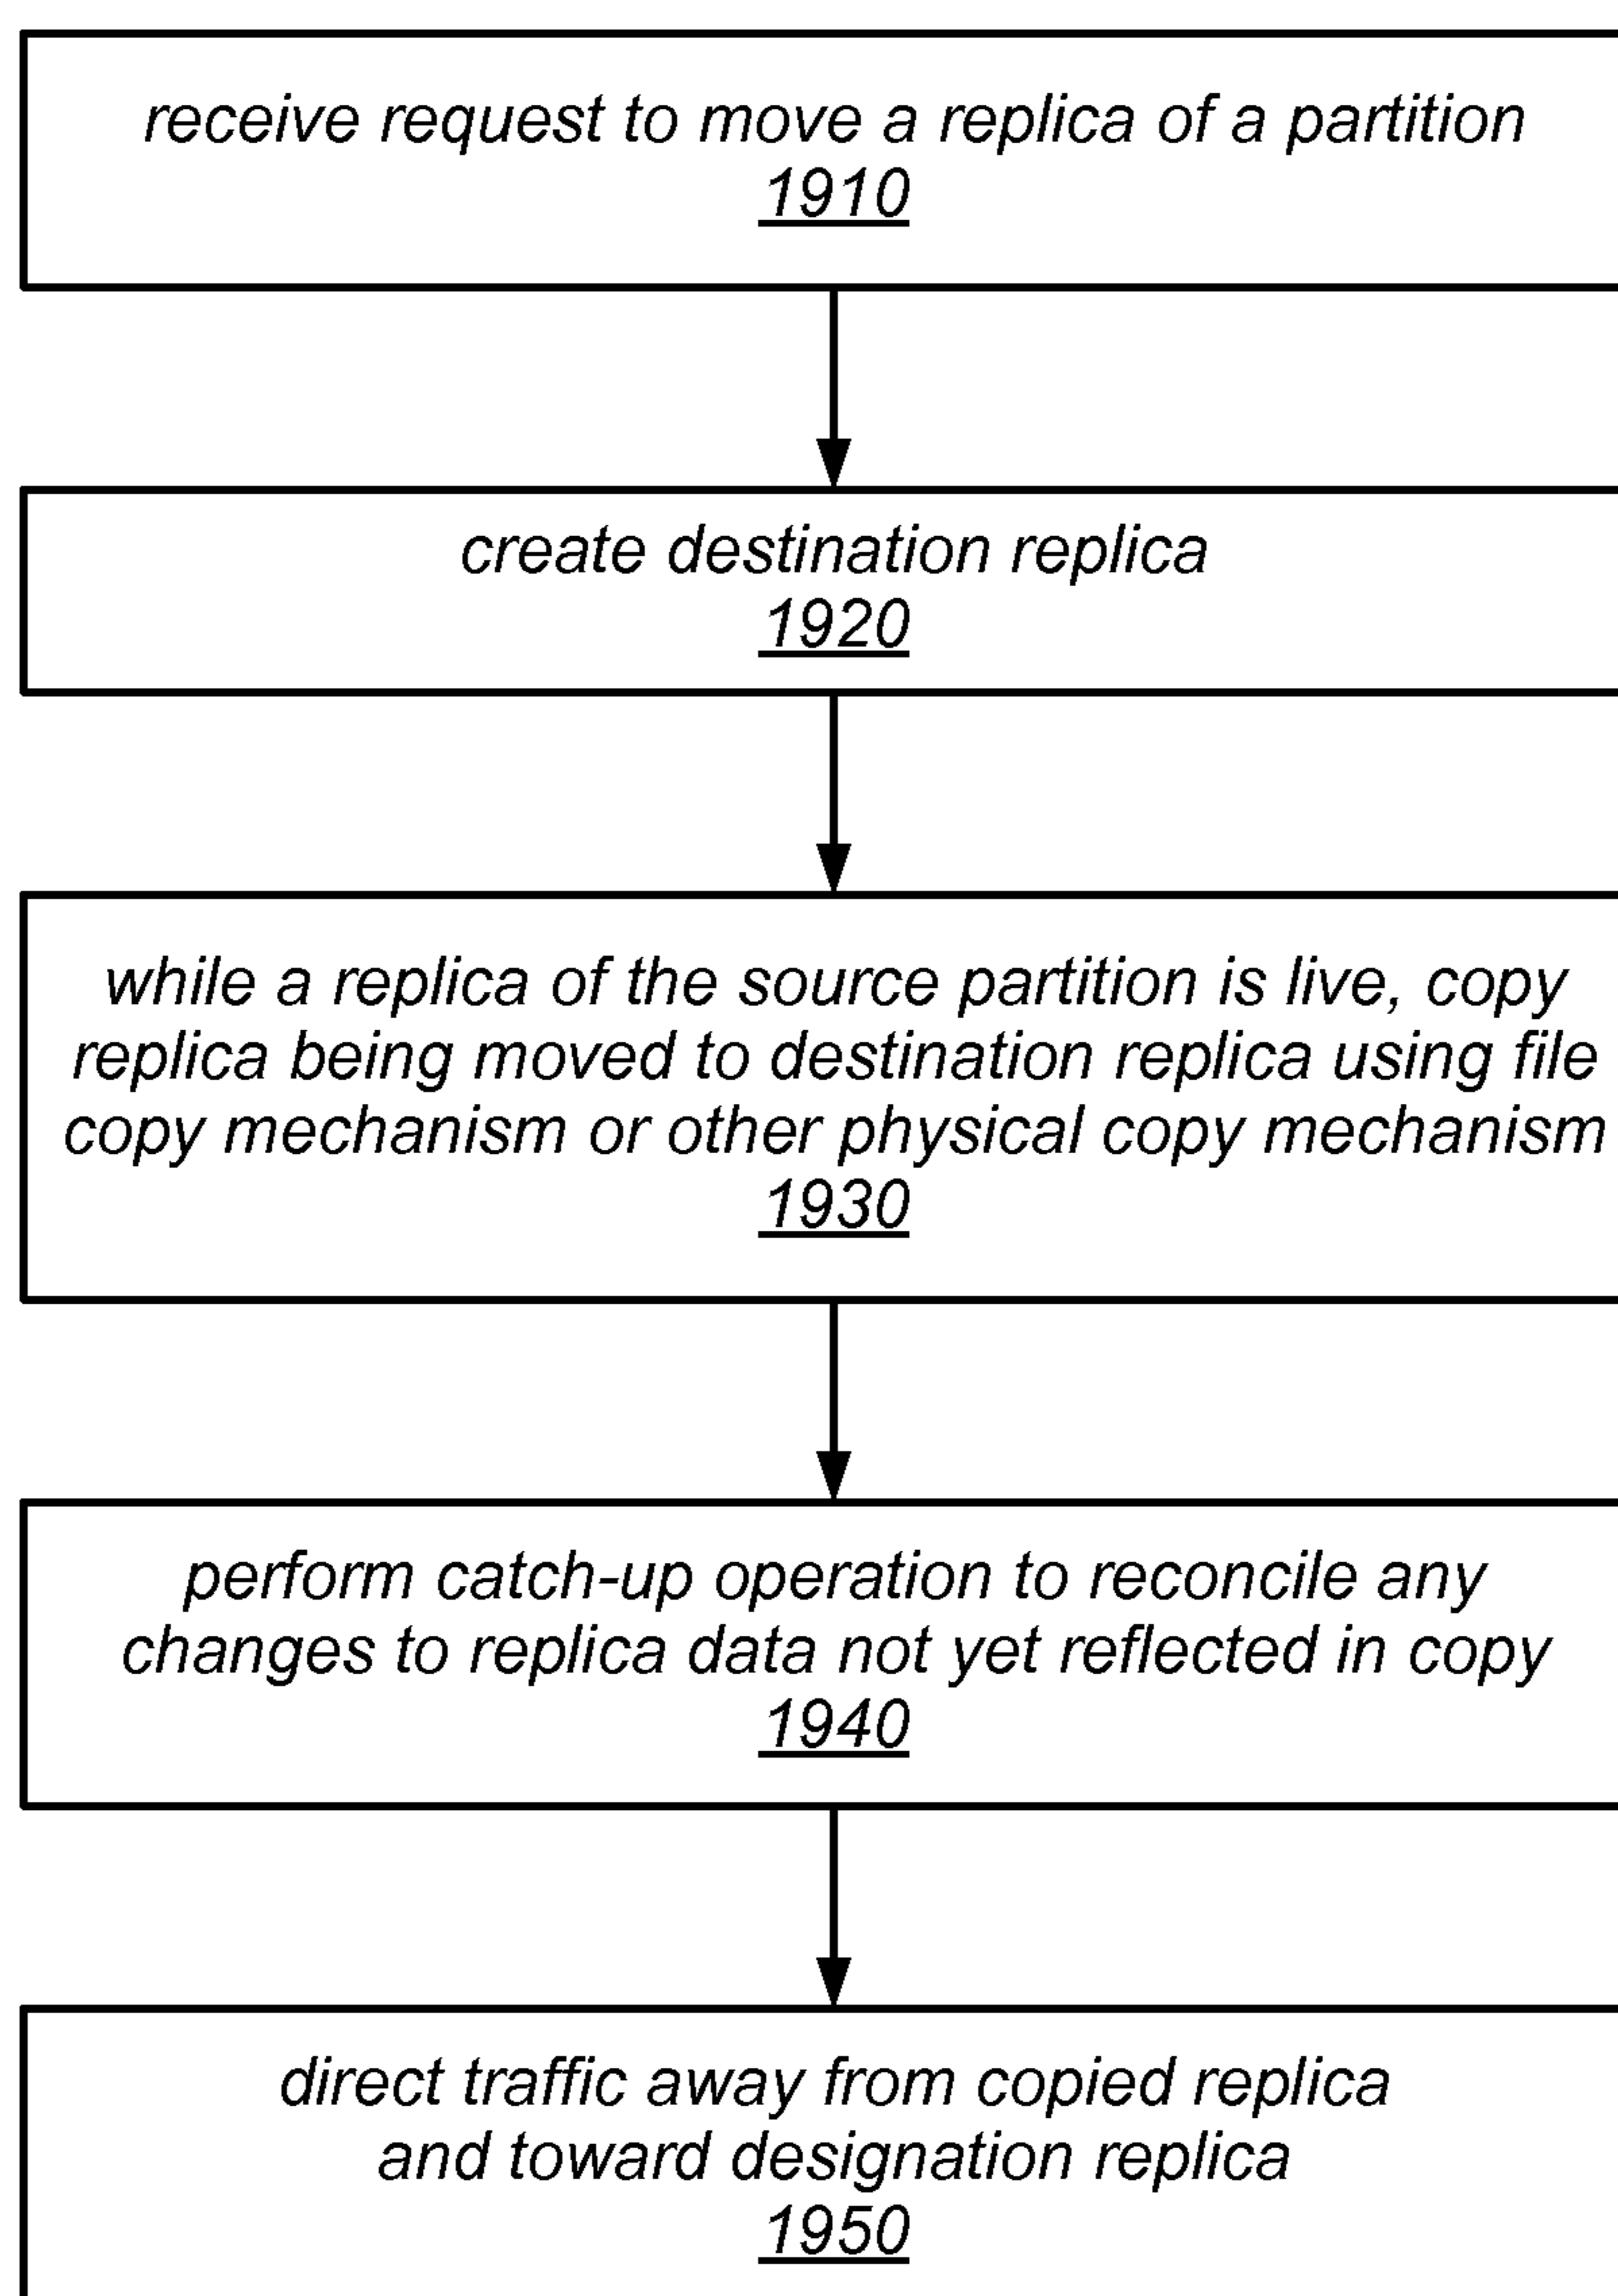 receive request to move a replica of a partition
1910
create destination replica
1920
while a replica of the source partition is live, copy
replica being moved to destination replica using file
copy mechanism or other physical copy mechanism
1930
perform catch-up operation to reconcile any
changes to replica data not yet reflected in copy
1940
direct traffic away from copied replica
and toward designation replica
1950